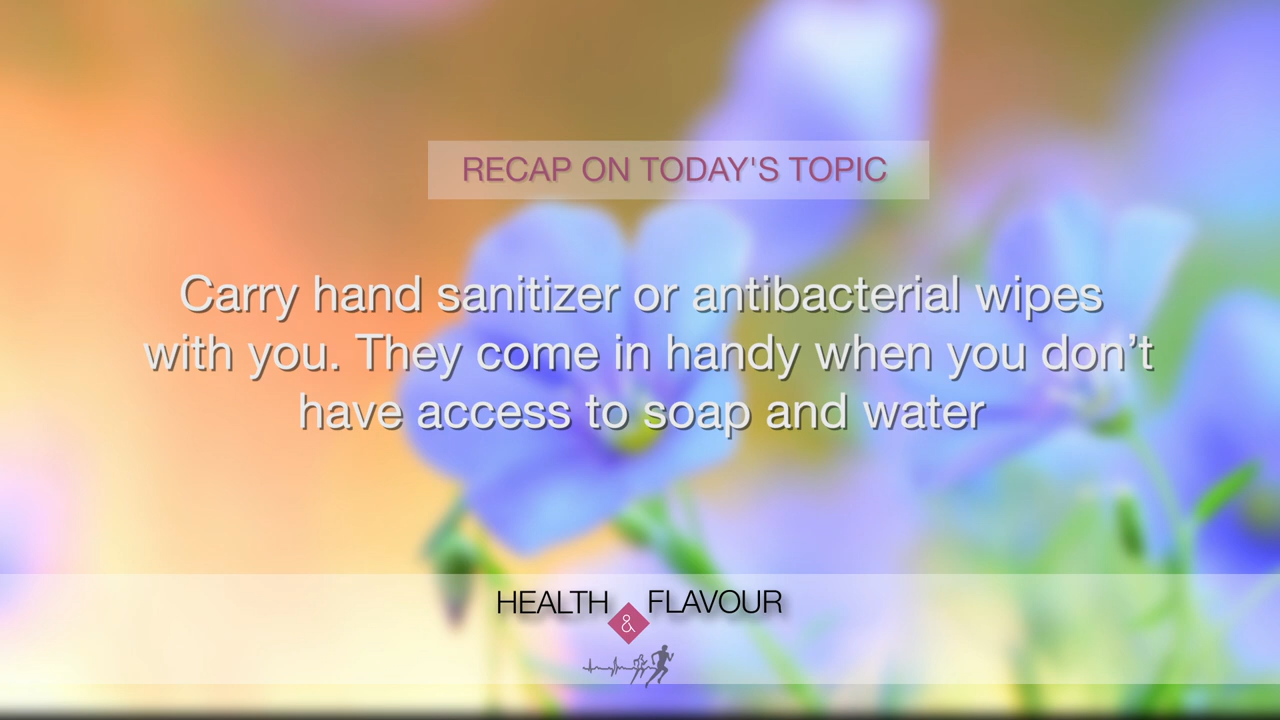 RECAP ON TODAY'S TOPIC
Carry hand sanitizer or antibacterial wipes
with you. They come in handy when you don’t
have access to soap and water
HEALTH & FLAVOUR